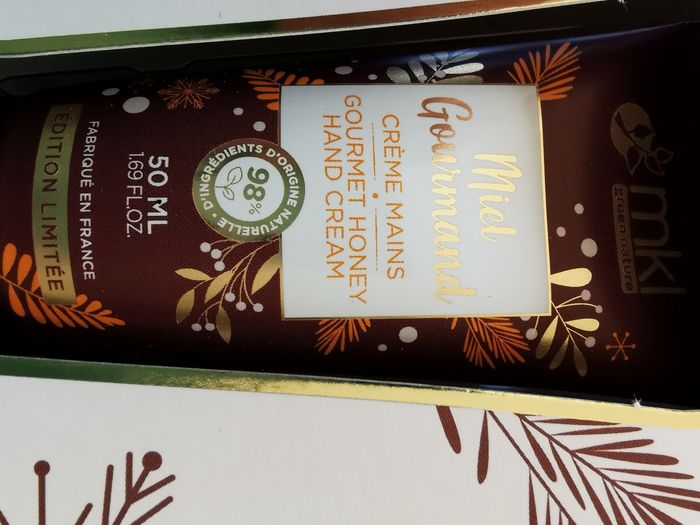 mkl
green nature
Miel
Gourmand
CRÈME MAINS
GOURMET HONEY
HAND CREAM
98%
D'INGRÉDIENTS D'ORIGINE NATURELLE
50 ML
1.69 FL.OZ.
FABRIQUÉ EN FRANCE
ÉDITION LIMITÉE